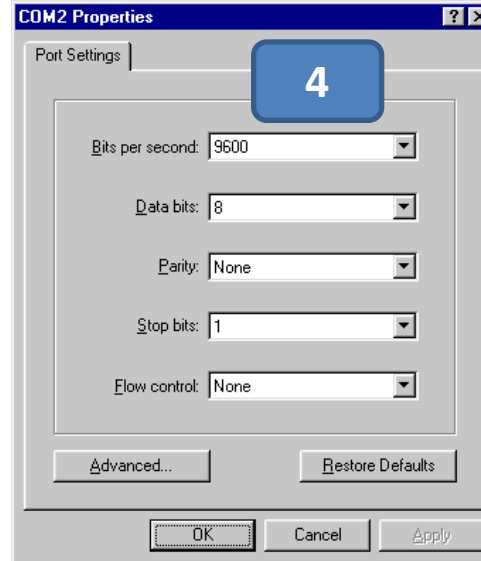 COM2 Properties
Port Settings
4
Bits per second: 9600
Data bits: 8
Parity: None
Stop bits: 1
Flow control: None
Advanced... Restore Defaults
OK Cancel Apply